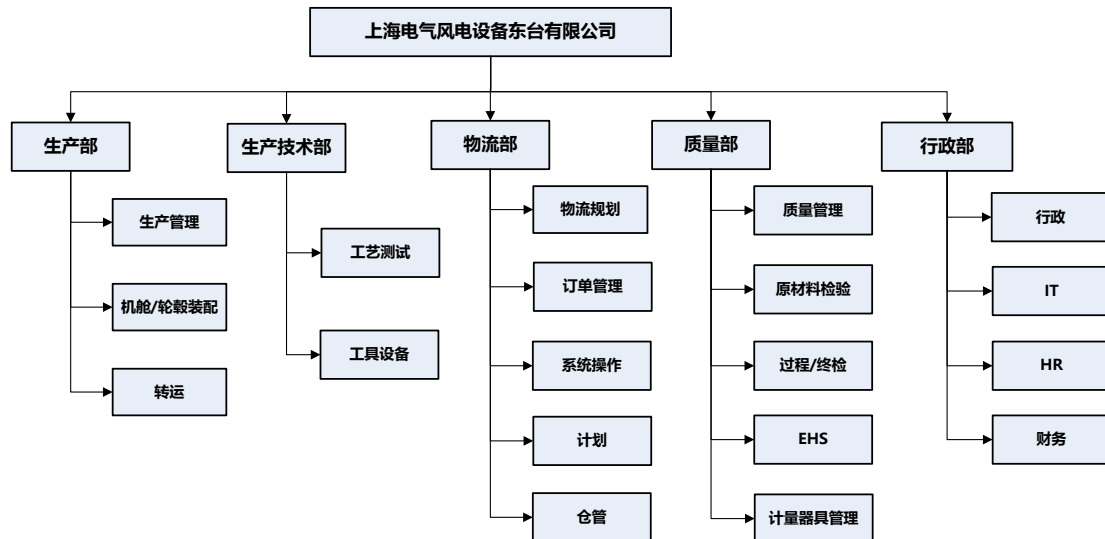 上海电气风电设备东台有限公司
生产部
生产技术部
物流部
质量部
行政部
生产管理
机舱/轮毂装配
转运
工艺测试
工具设备
物流规划
订单管理
系统操作
计划
仓管
质量管理
原材料检验
过程/终检
EHS
计量器具管理
行政
IT
HR
财务